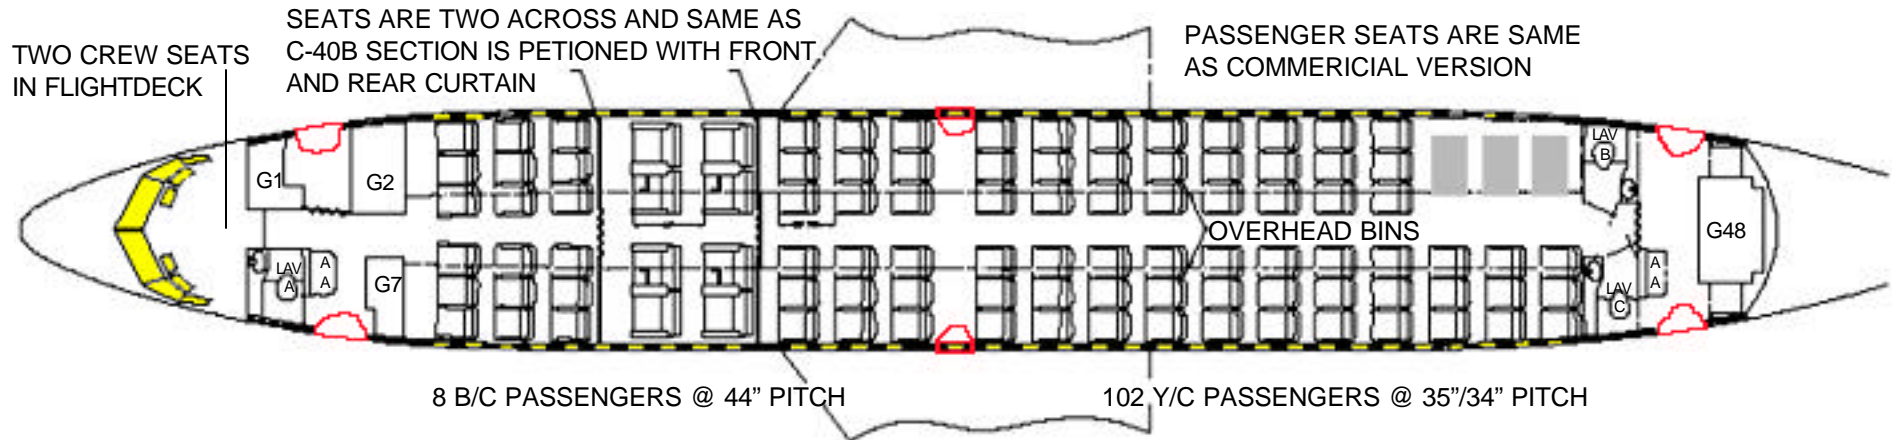 SEATS ARE TWO ACROSS AND SAME AS
C-40B SECTION IS PETIONED WITH FRONT
AND REAR CURTAIN
TWO CREW SEATS
IN FLIGHTDECK
PASSENGER SEATS ARE SAME
AS COMMERICIAL VERSION
G1
G2
LAV
B
OVERHEAD BINS
G48
LAV
A
A
A
G7
LAV
C
A
A
8 B/C PASSENGERS @ 44” PITCH
102 Y/C PASSENGERS @ 35”/34” PITCH